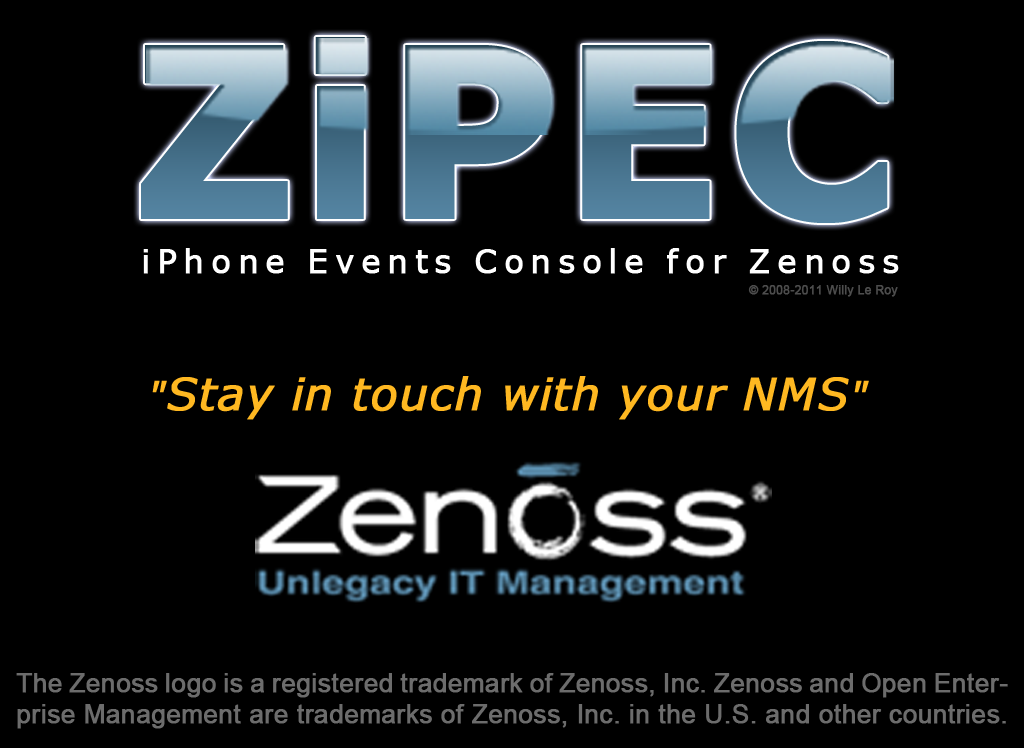 ZiPEC
iPhone Events Console for Zenoss
© 2008-2011 Willy Le Roy
"Stay in touch with your NMS"
Zenōss®
Unlegacy IT Management
The Zenoss logo is a registered trademark of Zenoss, Inc. Zenoss and Open Enter-
prise Management are trademarks of Zenoss, Inc. in the U.S. and other countries.